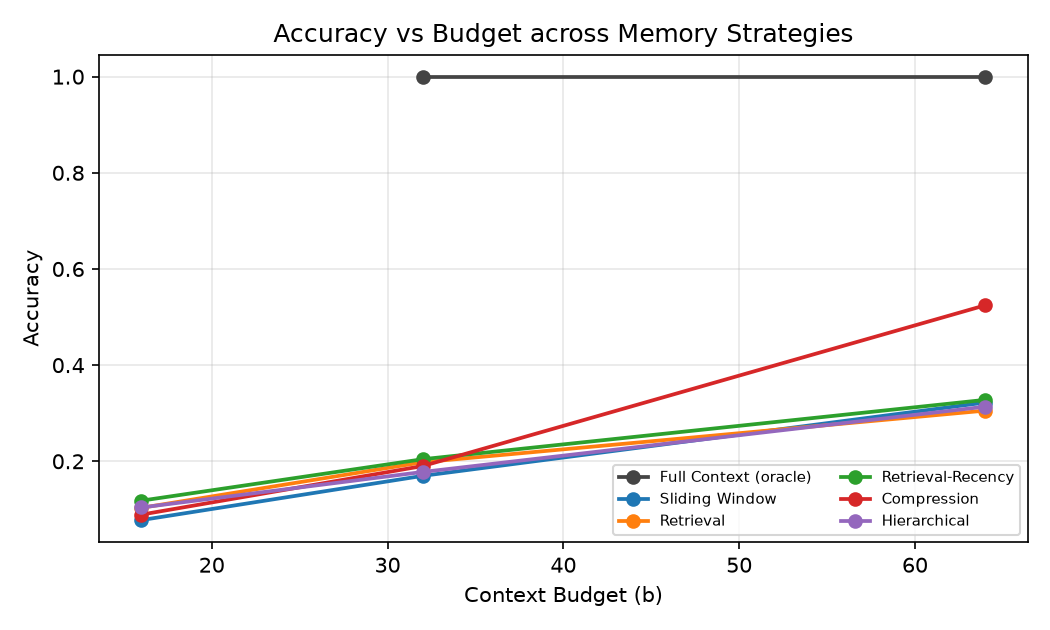 Accuracy vs Budget across Memory Strategies
1.0
0.8
0.6
0.4
0.2
Accuracy
20 30 40 50 60
Context Budget (b)
Full Context (oracle)
Sliding Window
Retrieval
Retrieval-Recency
Compression
Hierarchical